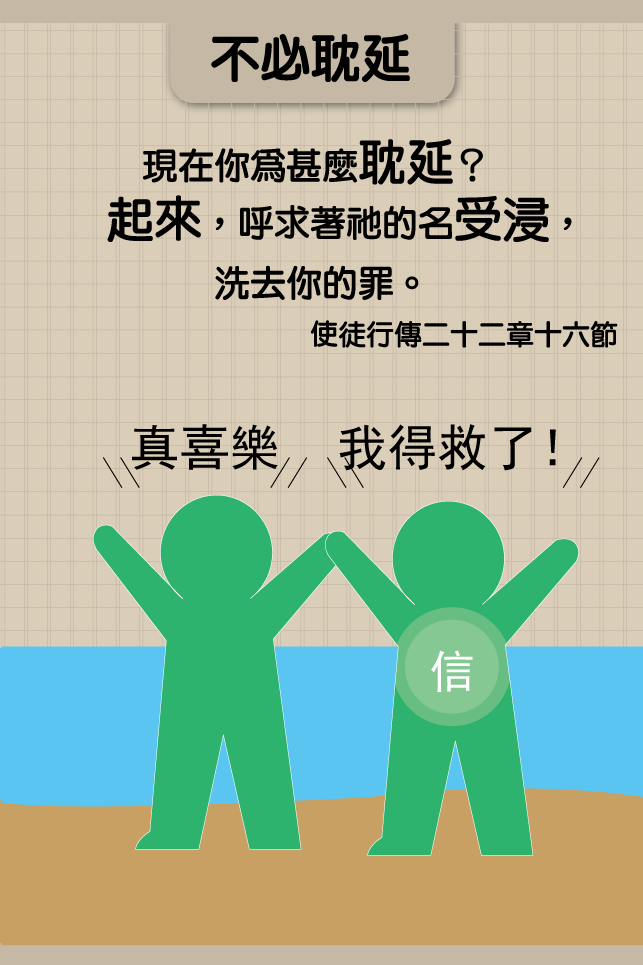 不必耽延
現在你爲甚麼耽延？
起來，呼求著祂的名受浸，
洗去你的罪。
使徒行傳二十二章十六節
真喜樂 我得救了！
信